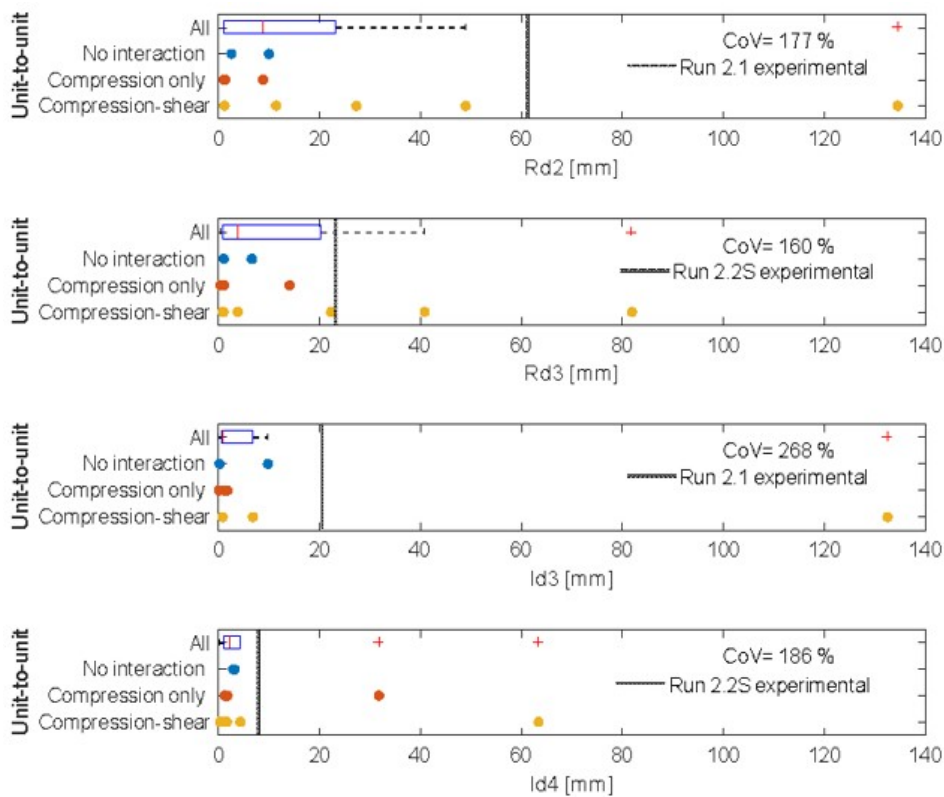 Unit-to-unit
All
No interaction
Compression only
Compression-shear
CoV= 177 %
Run 2.1 experimental
0 20 40 60 80 100 120 140
Rd2 [mm]
Unit-to-unit
All
No interaction
Compression only
Compression-shear
CoV= 160 %
Run 2.2S experimental
0 20 40 60 80 100 120 140
Rd3 [mm]
Unit-to-unit
All
No interaction
Compression only
Compression-shear
CoV= 268 %
Run 2.1 experimental
0 20 40 60 80 100 120 140
Id3 [mm]
Unit-to-unit
All
No interaction
Compression only
Compression-shear
CoV= 186 %
Run 2.2S experimental
0 20 40 60 80 100 120 140
Id4 [mm]